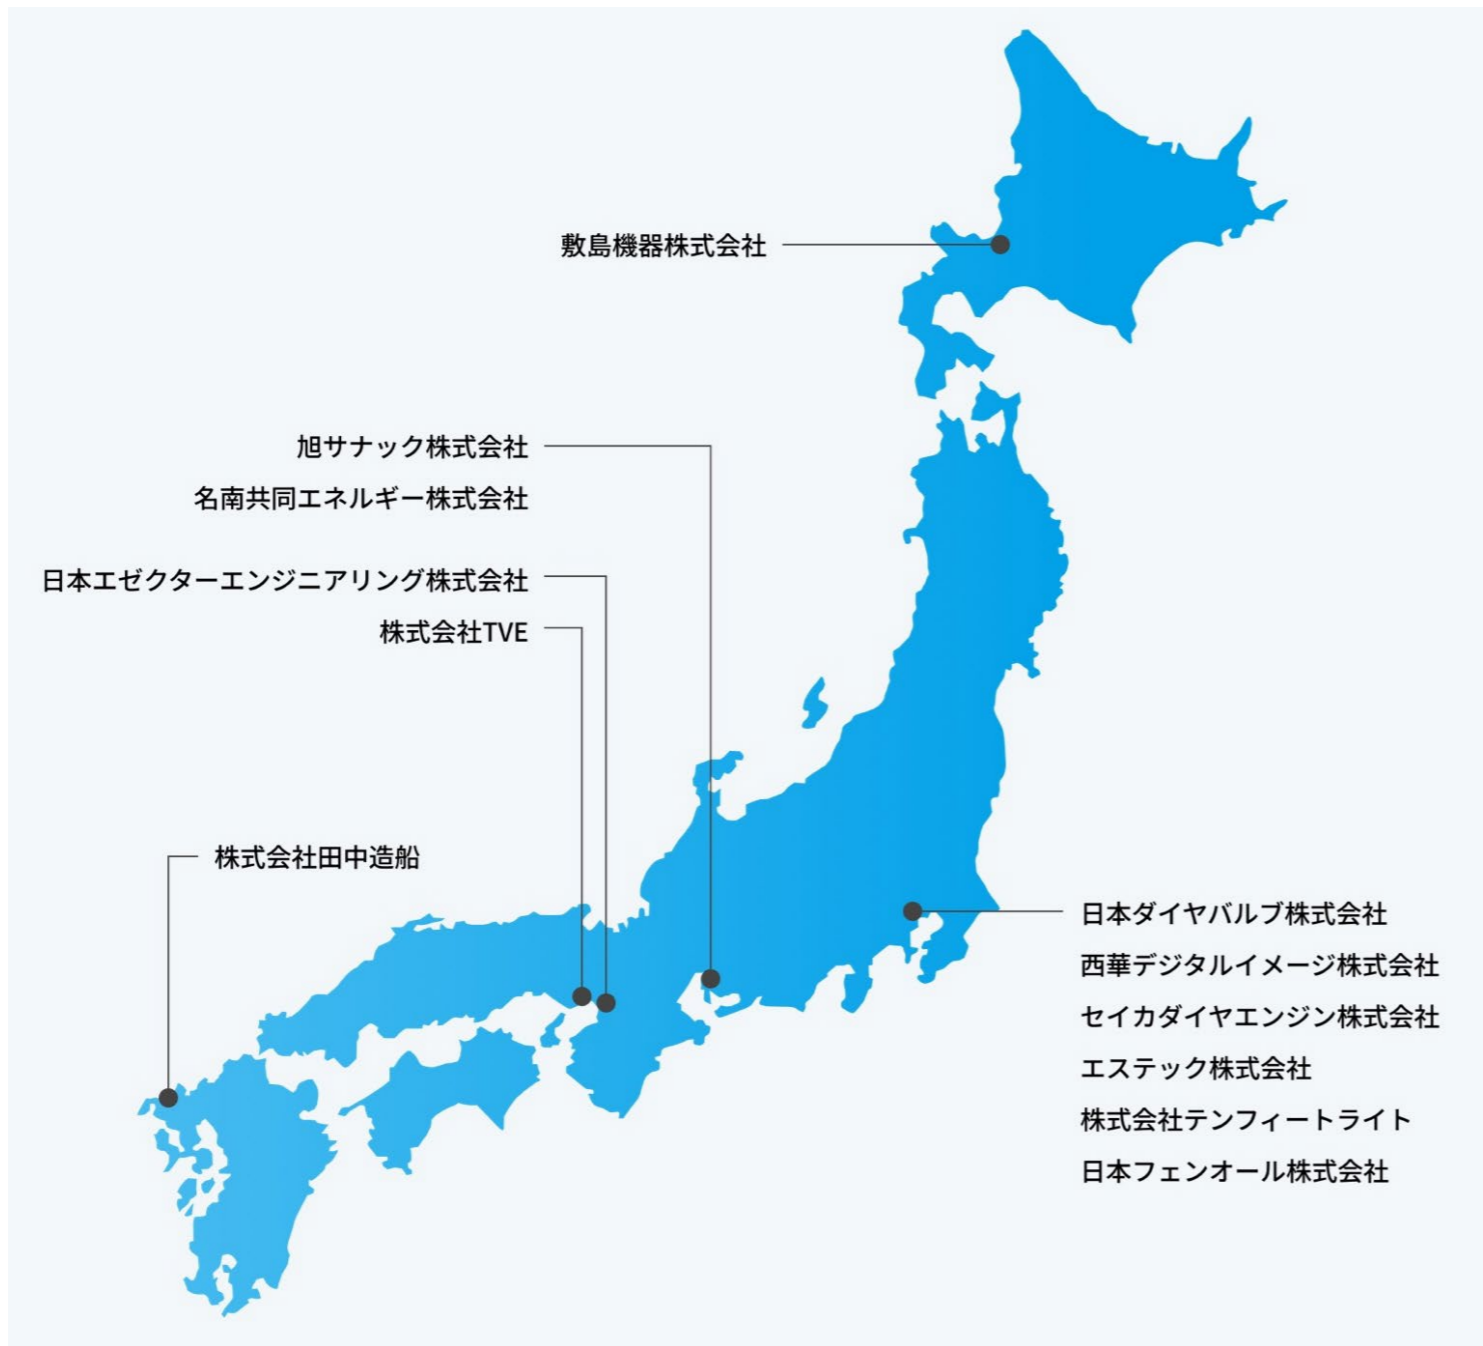 敷島機器株式会社
旭サナック株式会社
名南共同エネルギー株式会社
日本エゼクターエンジニアリング株式会社
株式会社TVE
株式会社田中造船
日本ダイヤバルブ株式会社
西華デジタルイメージ株式会社
セイカダイヤエンジン株式会社
エステック株式会社
株式会社テンフィートライト
日本フェンオール株式会社